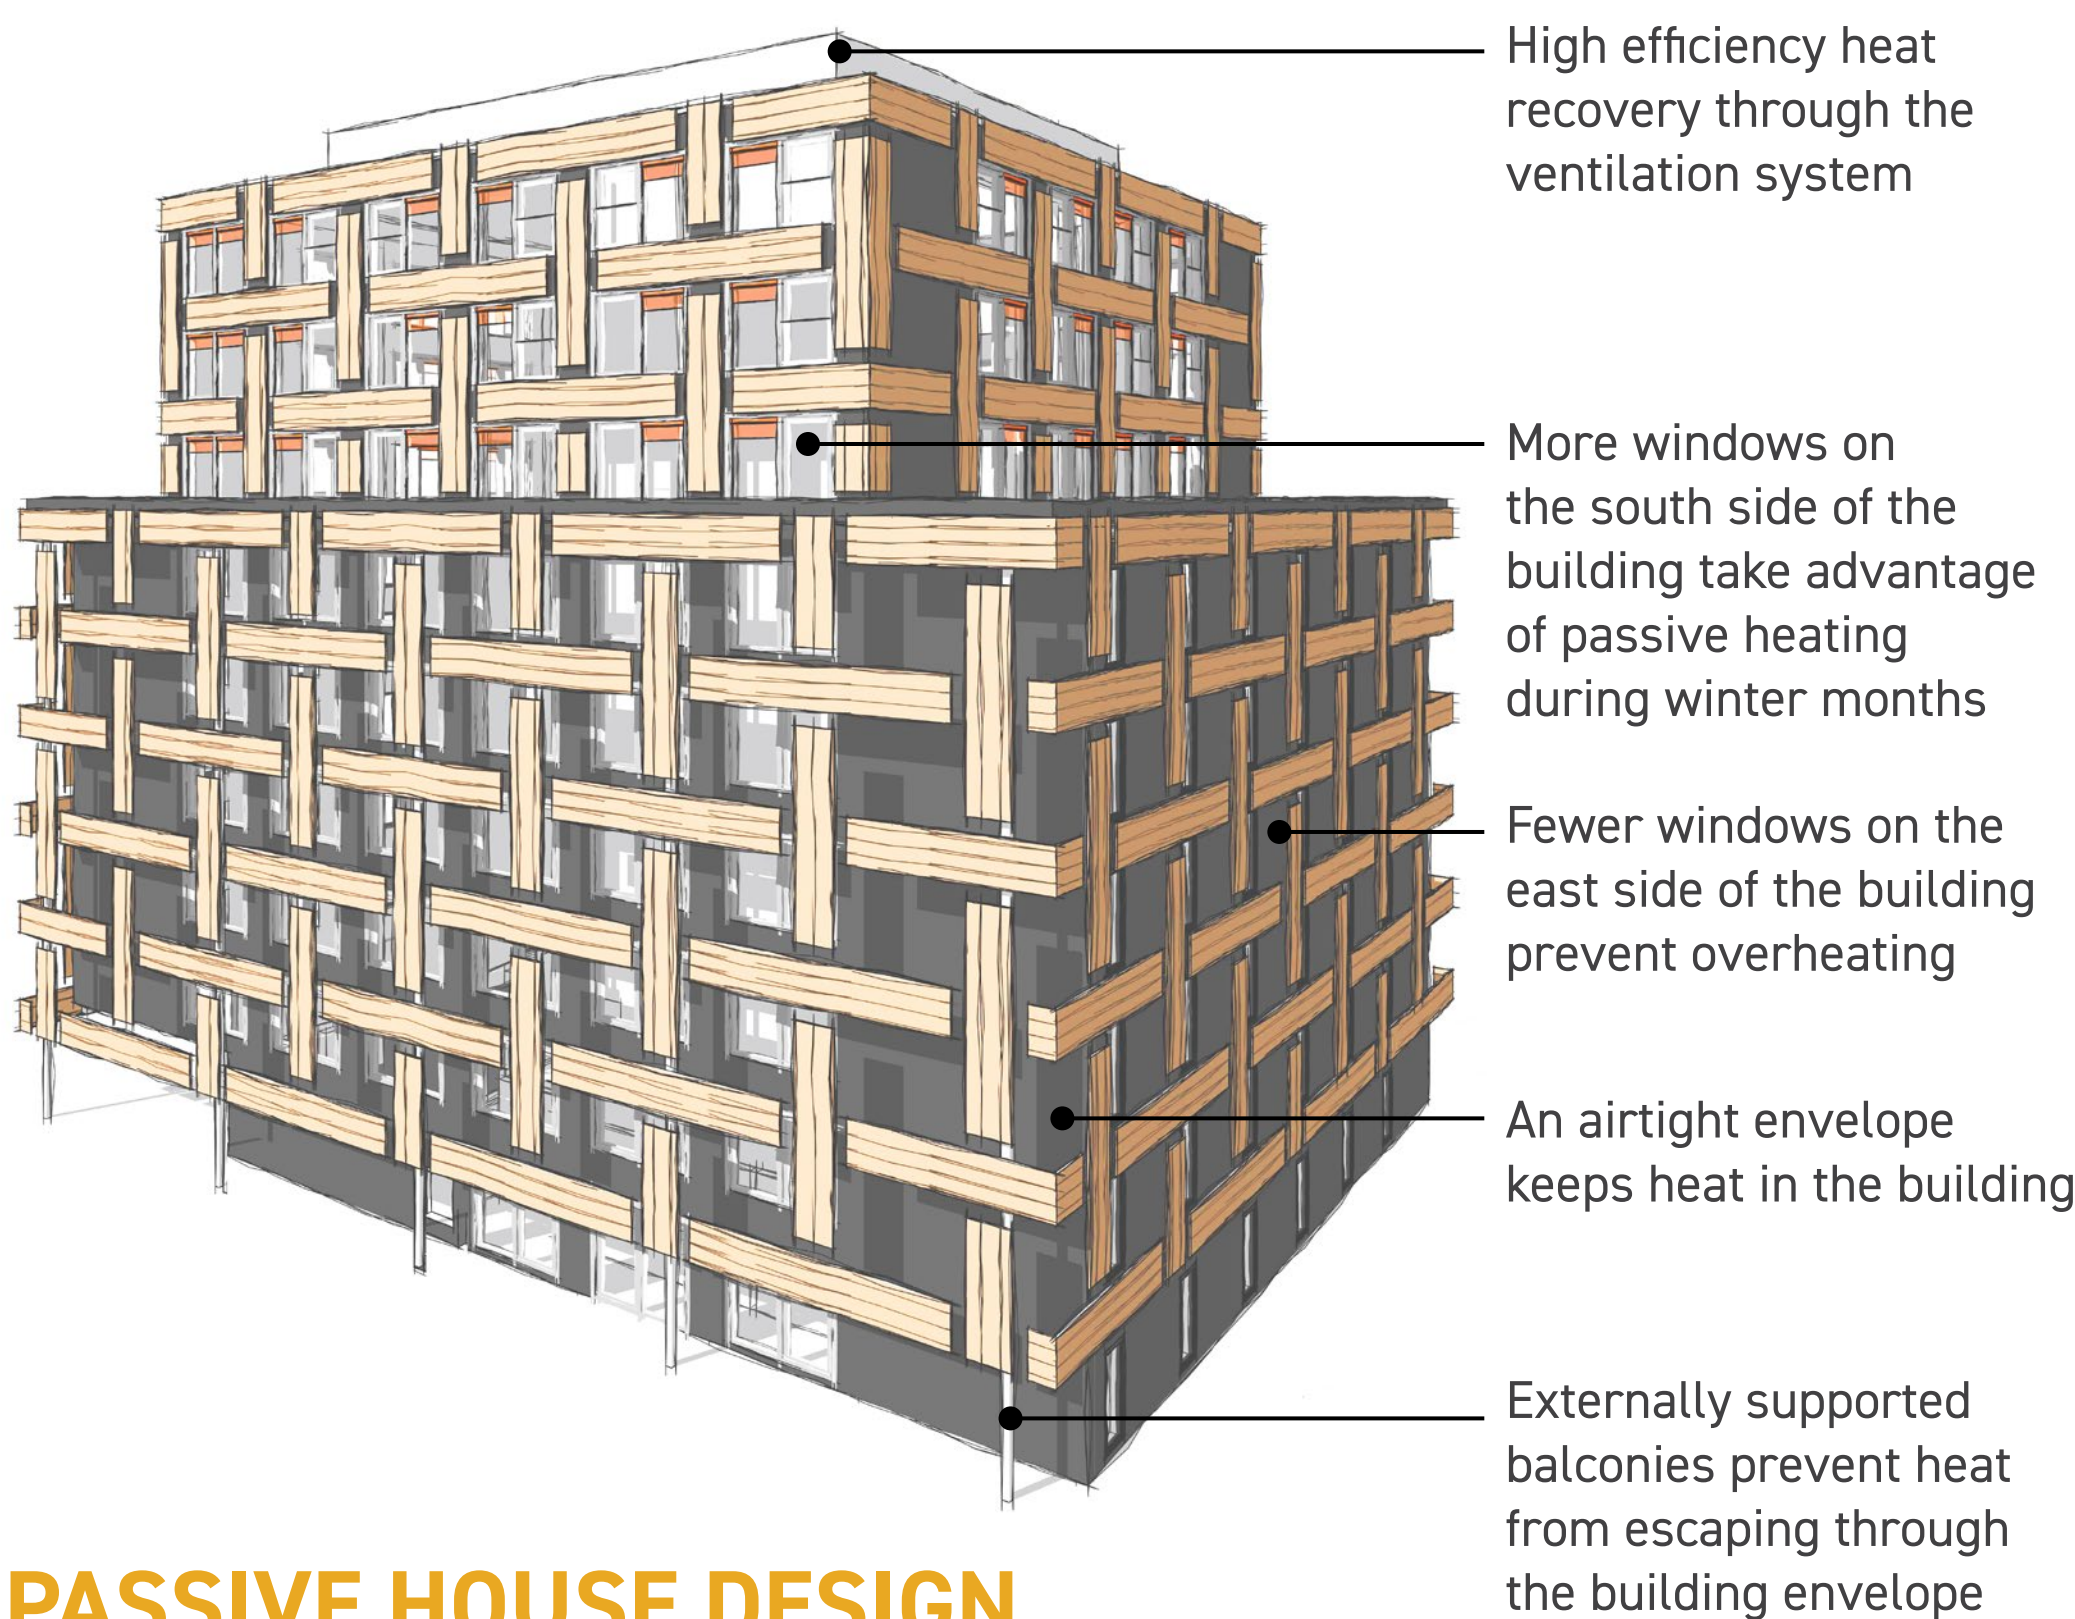 High efficiency heat
recovery through the
ventilation system
More windows on
the south side of the
building take advantage
of passive heating
during winter months
Fewer windows on the
east side of the building
prevent overheating
An airtight envelope
keeps heat in the building
Externally supported
balconies prevent heat
from escaping through
the building envelope
PASSIVE HOUSE DESIGN